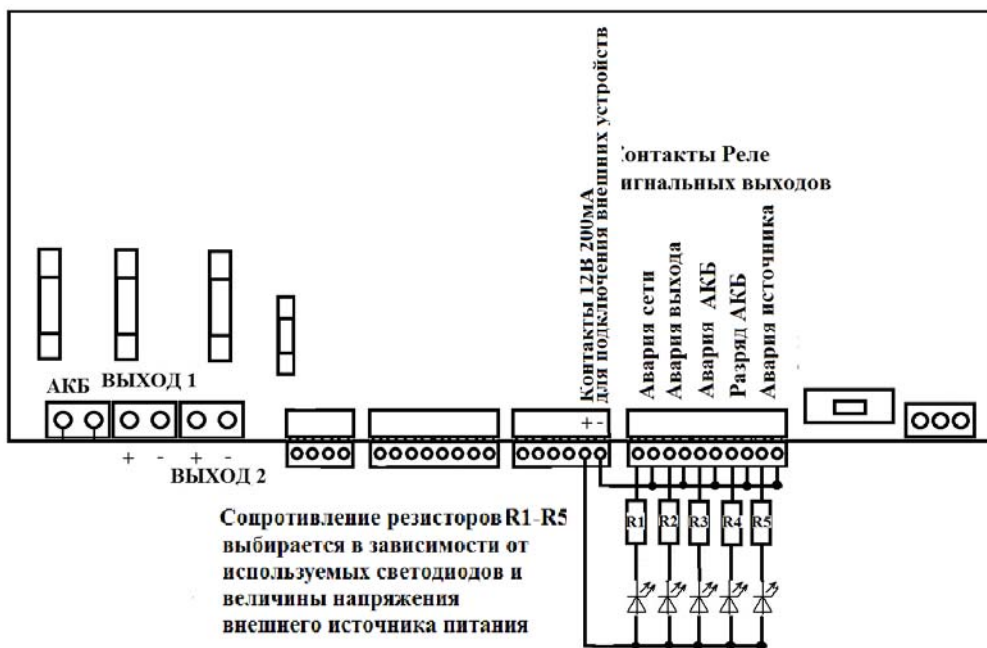 Контакты 12В 200мА
для подключения внешних устройств
онтакты Реле
игнальных выходов
Авария сети
Авария выхода
Авария АКБ
Разряд АКБ
Авария источника
АКБ
ВЫХОД 1
+ -
+ - + -
ВЫХОД 2
R1 R2 R3 R4 R5
Сопротивление резисторов R1-R5
выбирается в зависимости от
используемых светодиодов и
величины напряжения
внешнего источника питания